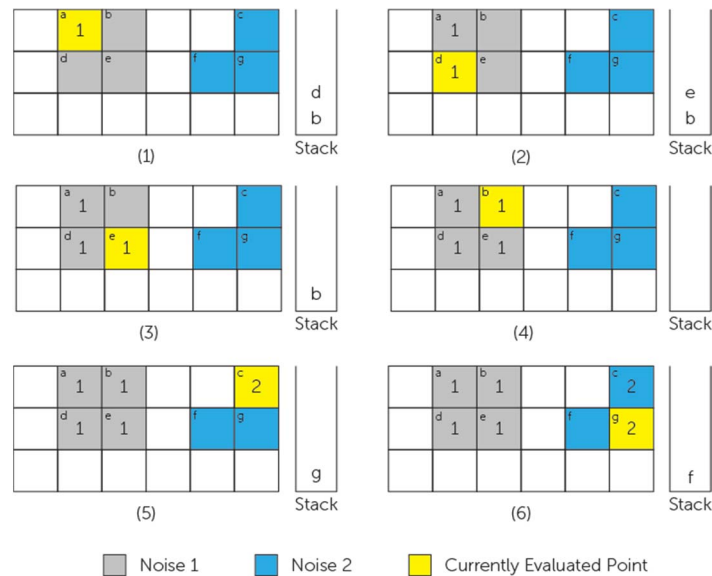 a b c
1
d e f g
d
b
Stack
(1)
a b c
1
d e f g
1
e
b
Stack
(2)
a b c
1
d e f g
1 1
b
Stack
(3)
a b c
1 1
d e f g
1 1
Stack
(4)
a b c
1 1 2
d e f g
1 1
g
Stack
(5)
a b c
1 1 2
d e f g
1 1 2
f
Stack
(6)
Noise 1 Noise 2 Currently Evaluated Point